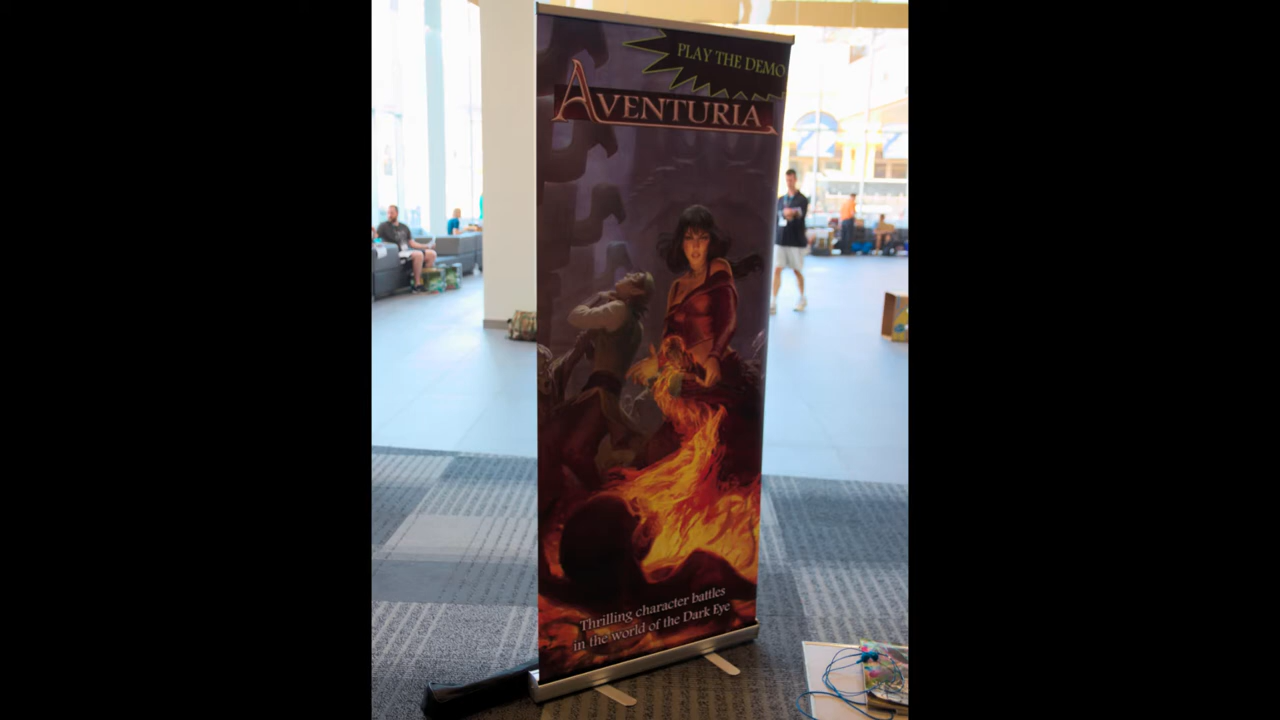 PLAY THE DEMO
AVENTURIA
Thrilling character battles
in the world of the Dark Eye